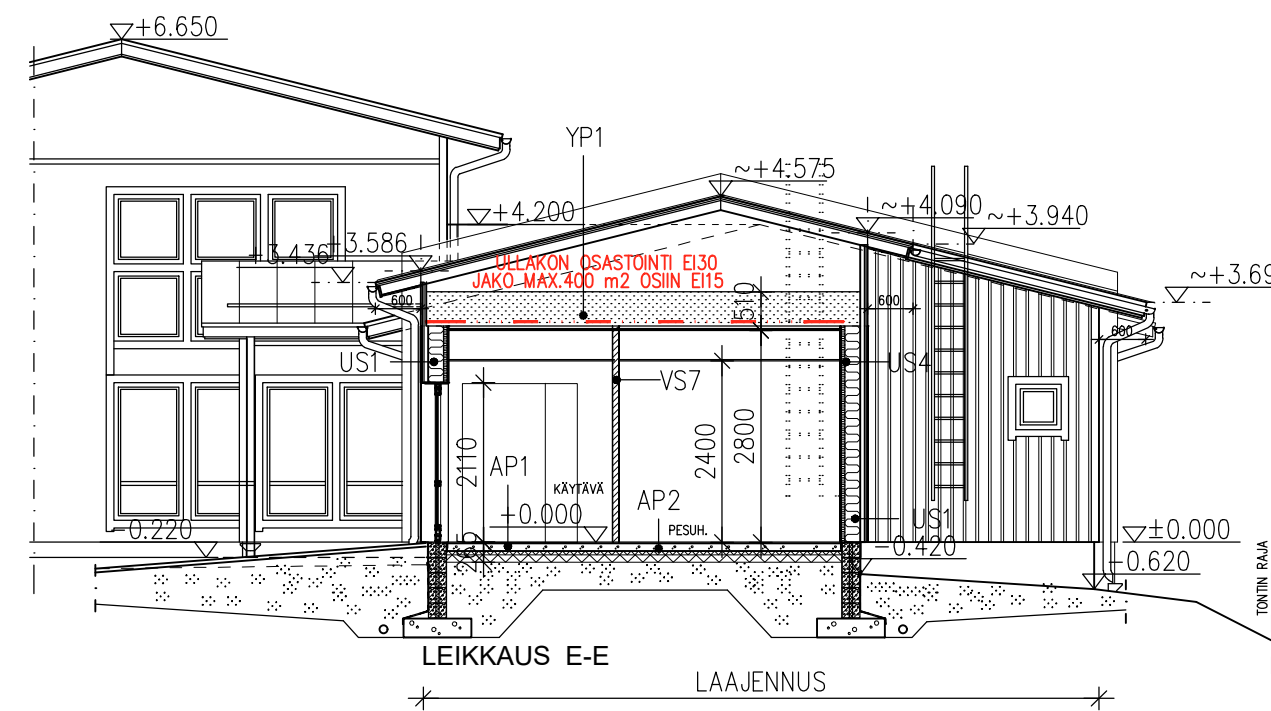 +6.650
YP1
~+4.575
+4.200
~+4.090
~+3.940
+3.586
+3.436
~+3.69
ULLAKON OSASTOINTI EI30
JAKO MAX.400 m2 OSIIN EI15
600
510
600
600
US1
US4
VS7
2110
2400
2800
AP1
KÄYTÄVÄ
AP2
+0.000
PESUH.
US1
±0.000
-0.220
265
-0.420
-0.620
TONTIN RAJA
LEIKKAUS E-E
LAAJENNUS